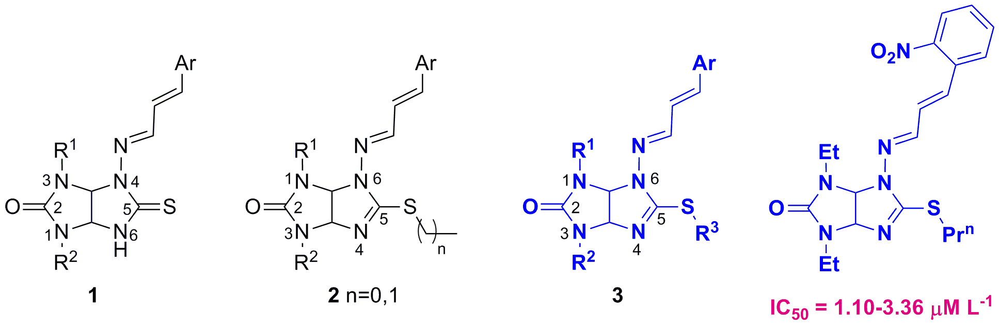 Ar
N
R¹
3 N N 4
O 2 5 S
1 N N 6
R² H
1
Ar
N
R¹
1 N N 6
O 2 S
5
3 N N
4
R² n
2 n=0,1
Ar
N
R¹
1 N N 6
O 2 S
5
3 N N R³
4
R²
3
O₂N
N
Et
N N
O S
N N Prⁿ
Et
IC₅₀ = 1.10-3.36 μM L⁻¹